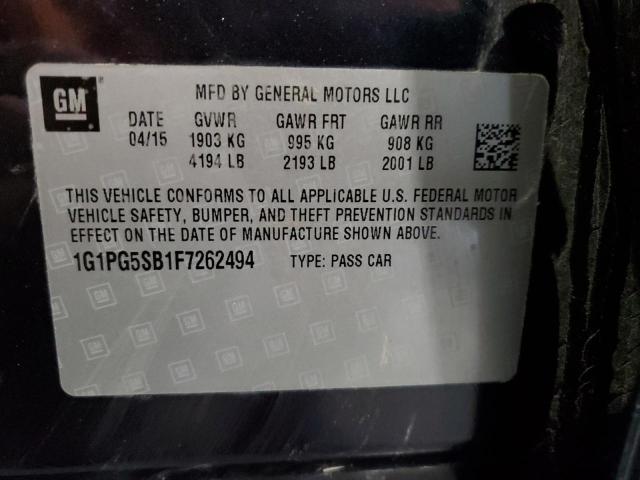 GM
MFD BY GENERAL MOTORS LLC
DATE GVWR GAWR FRT GAWR RR
04/15 1903 KG 995 KG 908 KG
4194 LB 2193 LB 2001 LB
THIS VEHICLE CONFORMS TO ALL APPLICABLE U.S. FEDERAL MOTOR
VEHICLE SAFETY, BUMPER, AND THEFT PREVENTION STANDARDS IN
EFFECT ON THE DATE OF MANUFACTURE SHOWN ABOVE.
1G1PG5SB1F7262494 TYPE: PASS CAR